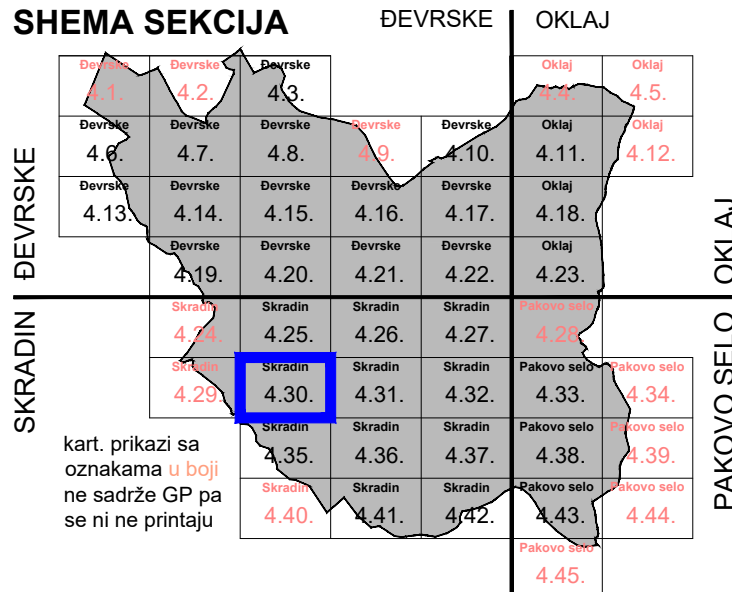 SHEMA SEKCIJA
ĐEVRSKE OKLAJ
Đevrske Đevrske Đevrske Oklaj Oklaj
4.1. 4.2. 4.3. 4.4. 4.5.
Đevrske Đevrske Đevrske Đevrske Đevrske Oklaj Oklaj
4.6. 4.7. 4.8. 4.9. 4.10. 4.11. 4.12.
Đevrske Đevrske Đevrske Đevrske Đevrske Oklaj
4.13. 4.14. 4.15. 4.16. 4.17. 4.18.
Đevrske Đevrske Đevrske Đevrske Oklaj
4.19. 4.20. 4.21. 4.22. 4.23.
ĐEVRSKE
OKLAJ
Skradin Skradin Skradin Skradin Pakovo selo
4.24. 4.25. 4.26. 4.27. 4.28.
Skradin Skradin Skradin Skradin Pakovo selo Pakovo selo
4.29. 4.30. 4.31. 4.32. 4.33. 4.34.
Skradin Skradin Skradin Pakovo selo Pakovo selo
4.35. 4.36. 4.37. 4.38. 4.39.
Skradin Skradin Skradin Pakovo selo Pakovo selo
4.40. 4.41. 4.42. 4.43. 4.44.
Pakovo selo
4.45.
SKRADIN
PAKOVO SELO
kart. prikazi sa
oznakama u boji
ne sadrže GP pa
se ni ne printaju